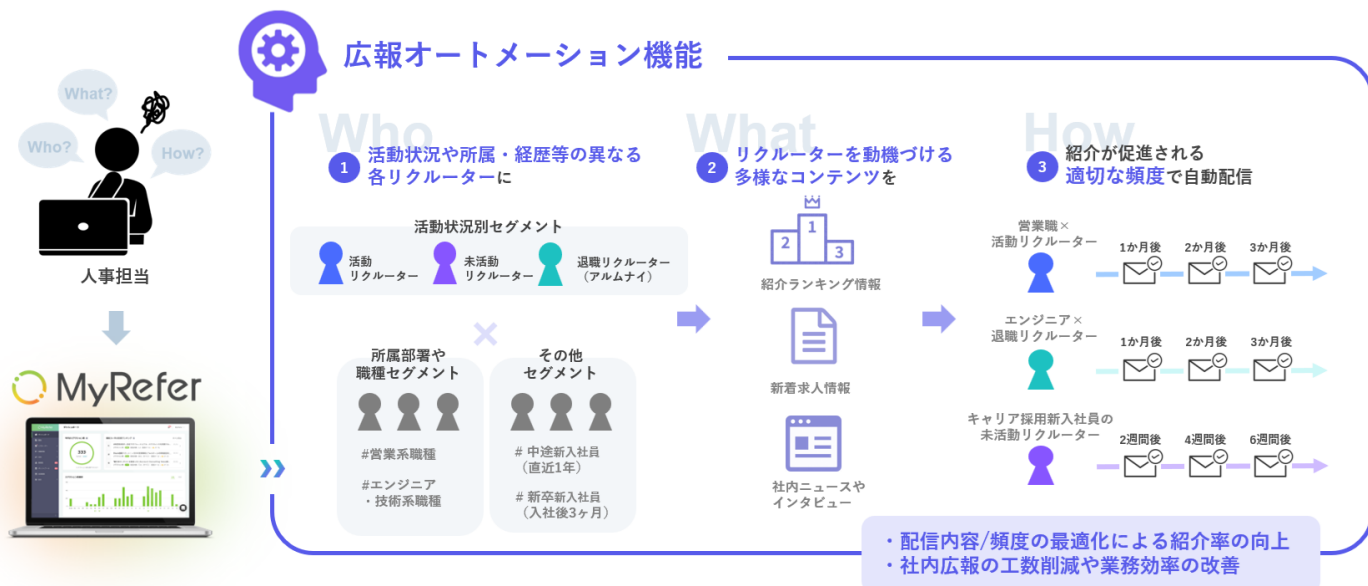 広報オートメーション機能
What?
Who?
How?
人事担当
MyRefer
Who
1
活動状況や所属・経歴等の異なる
各リクルーターに
活動状況別セグメント
活動
リクルーター
未活動
リクルーター
退職リクルーター
（アルムナイ）
×
所属部署や
職種セグメント
#営業系職種
#エンジニア
・技術系職種
その他
セグメント
# 中途新入社員
（直近1年）
# 新卒新入社員
（入社後3ヶ月）
What
2
リクルーターを動機づける
多様なコンテンツを
1
2
3
紹介ランキング情報
新着求人情報
社内ニュースや
インタビュー
How
3
紹介が促進される
適切な頻度で自動配信
営業職×
活動リクルーター
1か月後 2か月後 3か月後
エンジニア×
退職リクルーター
1か月後 2か月後 3か月後
キャリア採用新入社員の
未活動リクルーター
2週間後 4週間後 6週間後
・配信内容/頻度の最適化による紹介率の向上
・社内広報の工数削減や業務効率の改善